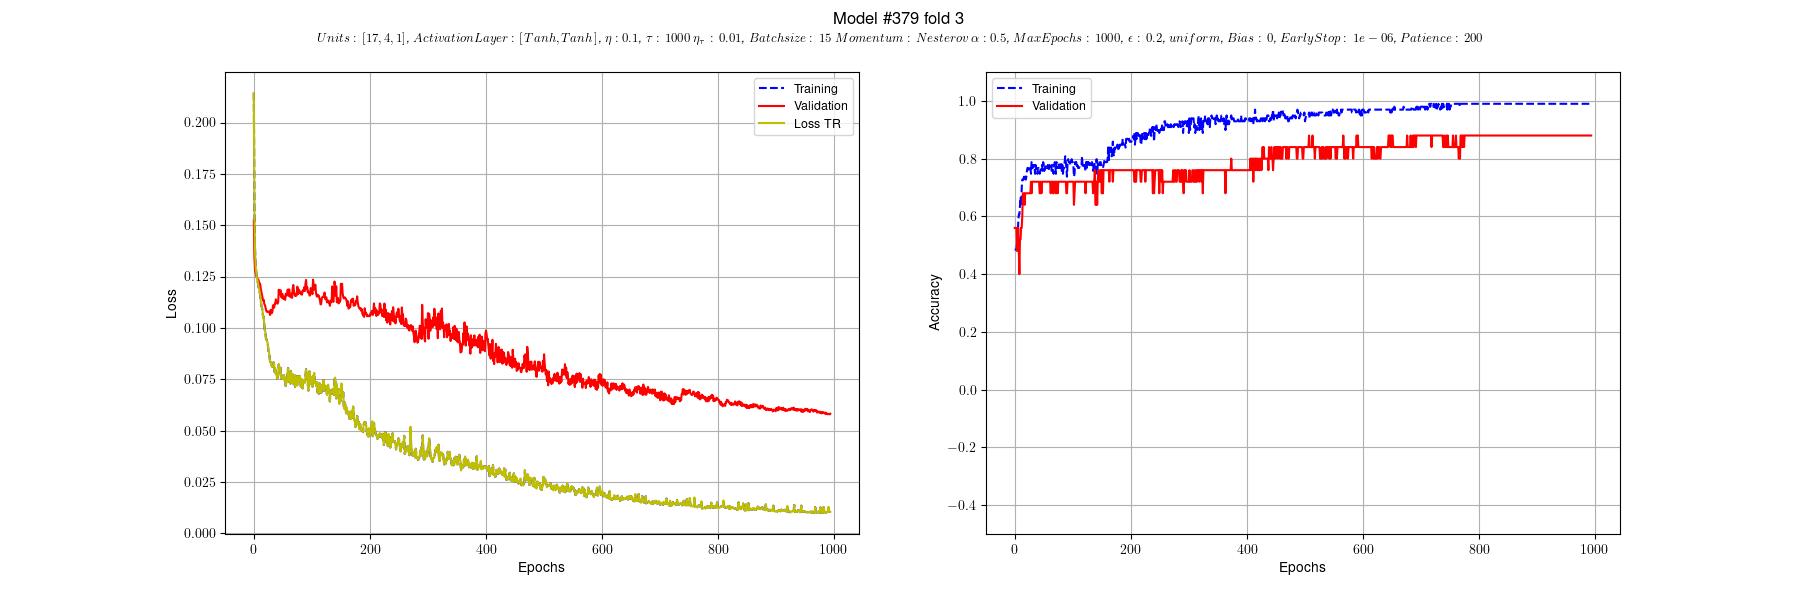 Model #379 fold 3
Units : [17, 4, 1], ActivationLayer : [Tanh, Tanh], η : 0.1, τ : 1000 η_τ : 0.01, Batchsize : 15 Momentum : Nesterov α : 0.5, MaxEpochs : 1000, ϵ : 0.2, uniform, Bias : 0, EarlyStop : 1e − 06, Patience : 200
Training
Validation
Loss TR
0.200
0.175
0.150
0.125
0.100
0.075
0.050
0.025
0.000
Loss
0 200 400 600 800 1000
Epochs
Training
Validation
1.0
0.8
0.6
0.4
0.2
0.0
−0.2
−0.4
Accuracy
0 200 400 600 800 1000
Epochs